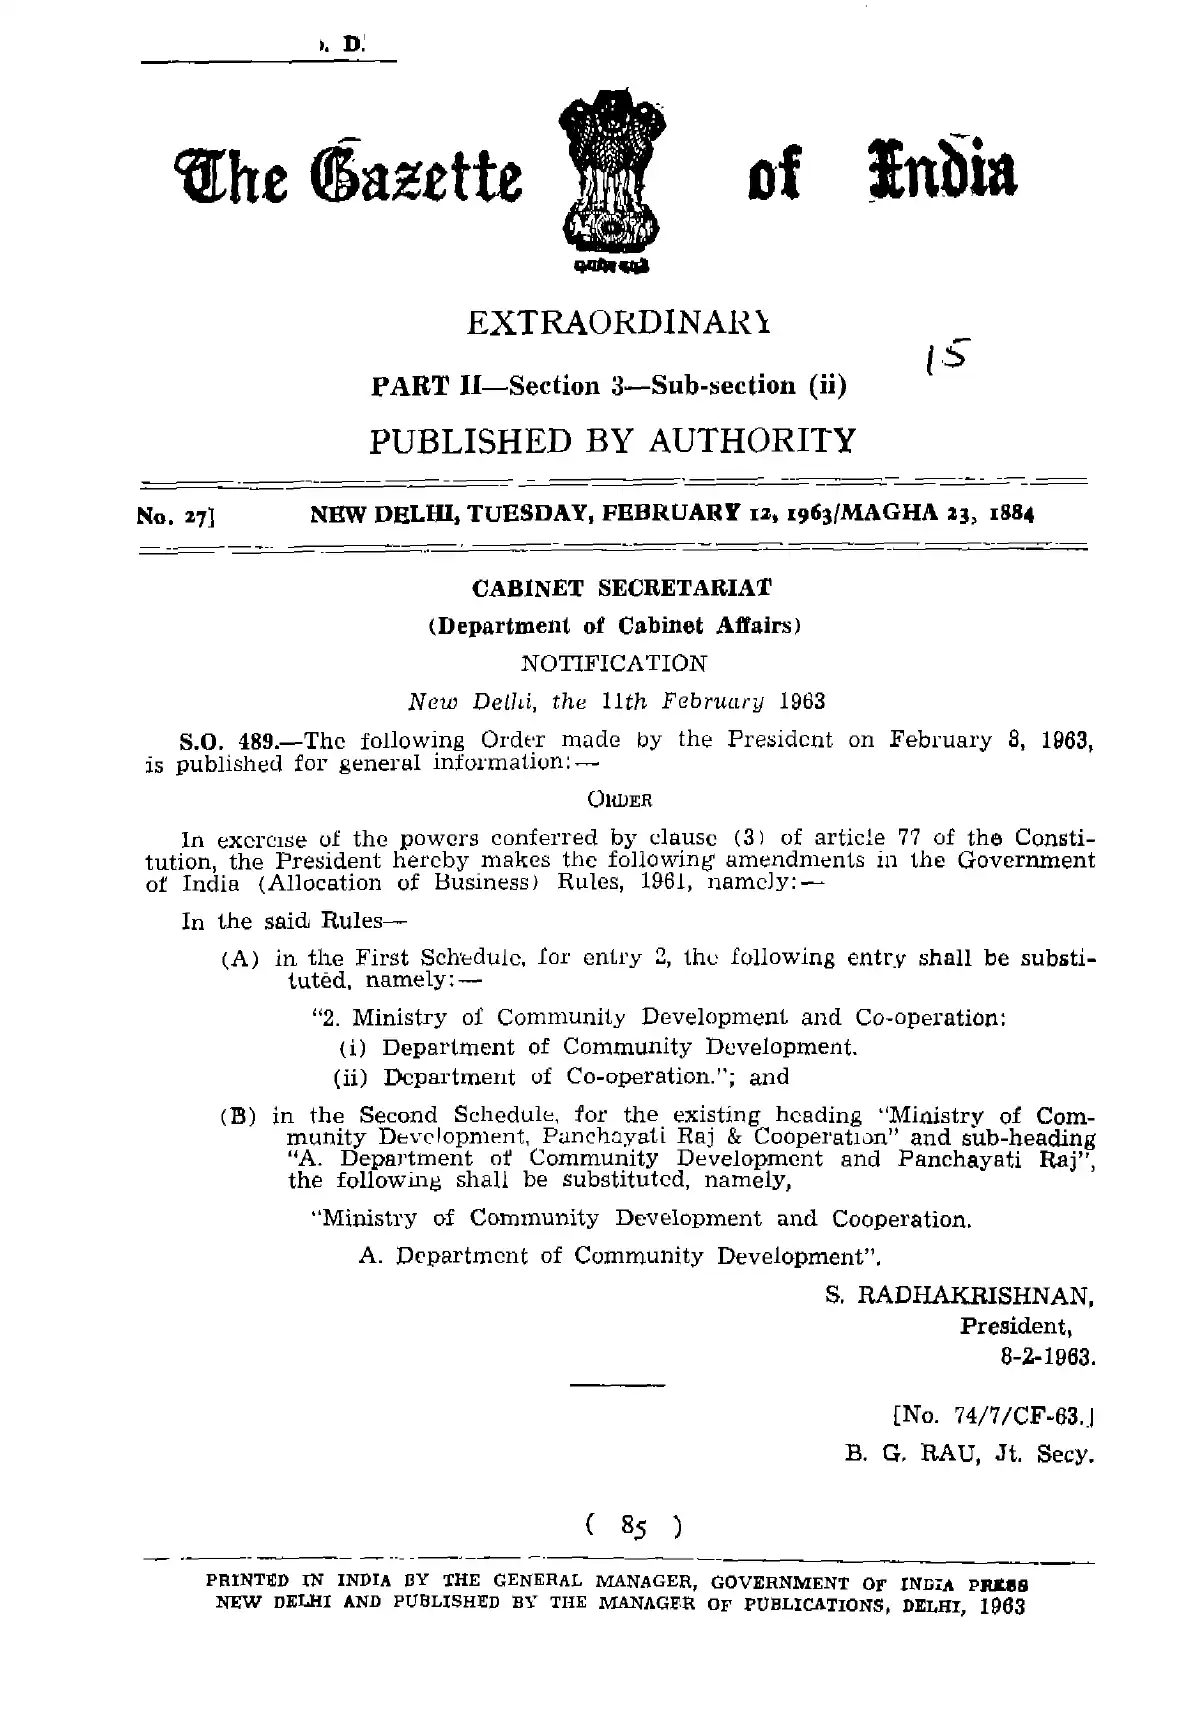 D.
The Gazette of India
EXTRAORDINARY
15
PART II—Section 3—Sub-section (ii)
PUBLISHED BY AUTHORITY
No. 27] NEW DELHI, TUESDAY, FEBRUARY 12, 1963/MAGHA 23, 1884
CABINET SECRETARIAT
(Department of Cabinet Affairs)
NOTIFICATION
New Delhi, the 11th February 1963
S.O. 489.—The following Order made by the President on February 8, 1963,
is published for general information:—
ORDER
In exercise of the powers conferred by clause (3) of article 77 of the Consti-
tution, the President hereby makes the following amendments in the Government
of India (Allocation of Business) Rules, 1961, namely:—
In the said Rules—
(A) in the First Schedule, for entry 2, the following entry shall be substi-
tuted, namely:—
"2. Ministry of Community Development and Co-operation:
(i) Department of Community Development.
(ii) Department of Co-operation."; and
(B) in the Second Schedule, for the existing heading "Ministry of Com-
munity Development, Panchayati Raj & Cooperation" and sub-heading
"A. Department of Community Development and Panchayati Raj",
the following shall be substituted, namely,
"Ministry of Community Development and Cooperation.
A. Department of Community Development".
S. RADHAKRISHNAN,
President,
8-2-1963.
[No. 74/7/CF-63.]
B. G. RAU, Jt. Secy.
( 85 )
PRINTED IN INDIA BY THE GENERAL MANAGER, GOVERNMENT OF INDIA PRESS
NEW DELHI AND PUBLISHED BY THE MANAGER OF PUBLICATIONS, DELHI, 1963